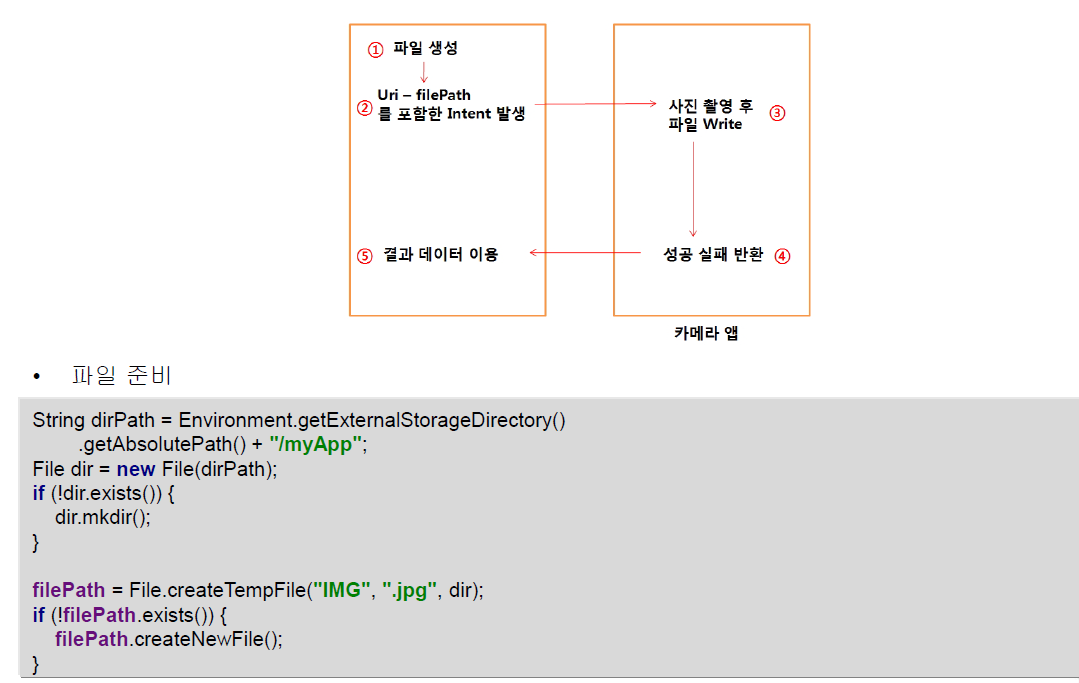 ① 파일 생성
② Uri – filePath
를 포함한 Intent 발생
사진 촬영 후
파일 Write ③
⑤ 결과 데이터 이용
성공 실패 반환 ④
카메라 앱
• 파일 준비
String dirPath = Environment.getExternalStorageDirectory()
.getAbsolutePath() + "/myApp";
File dir = new File(dirPath);
if (!dir.exists()) {
dir.mkdir();
}
filePath = File.createTempFile("IMG", ".jpg", dir);
if (!filePath.exists()) {
filePath.createNewFile();
}